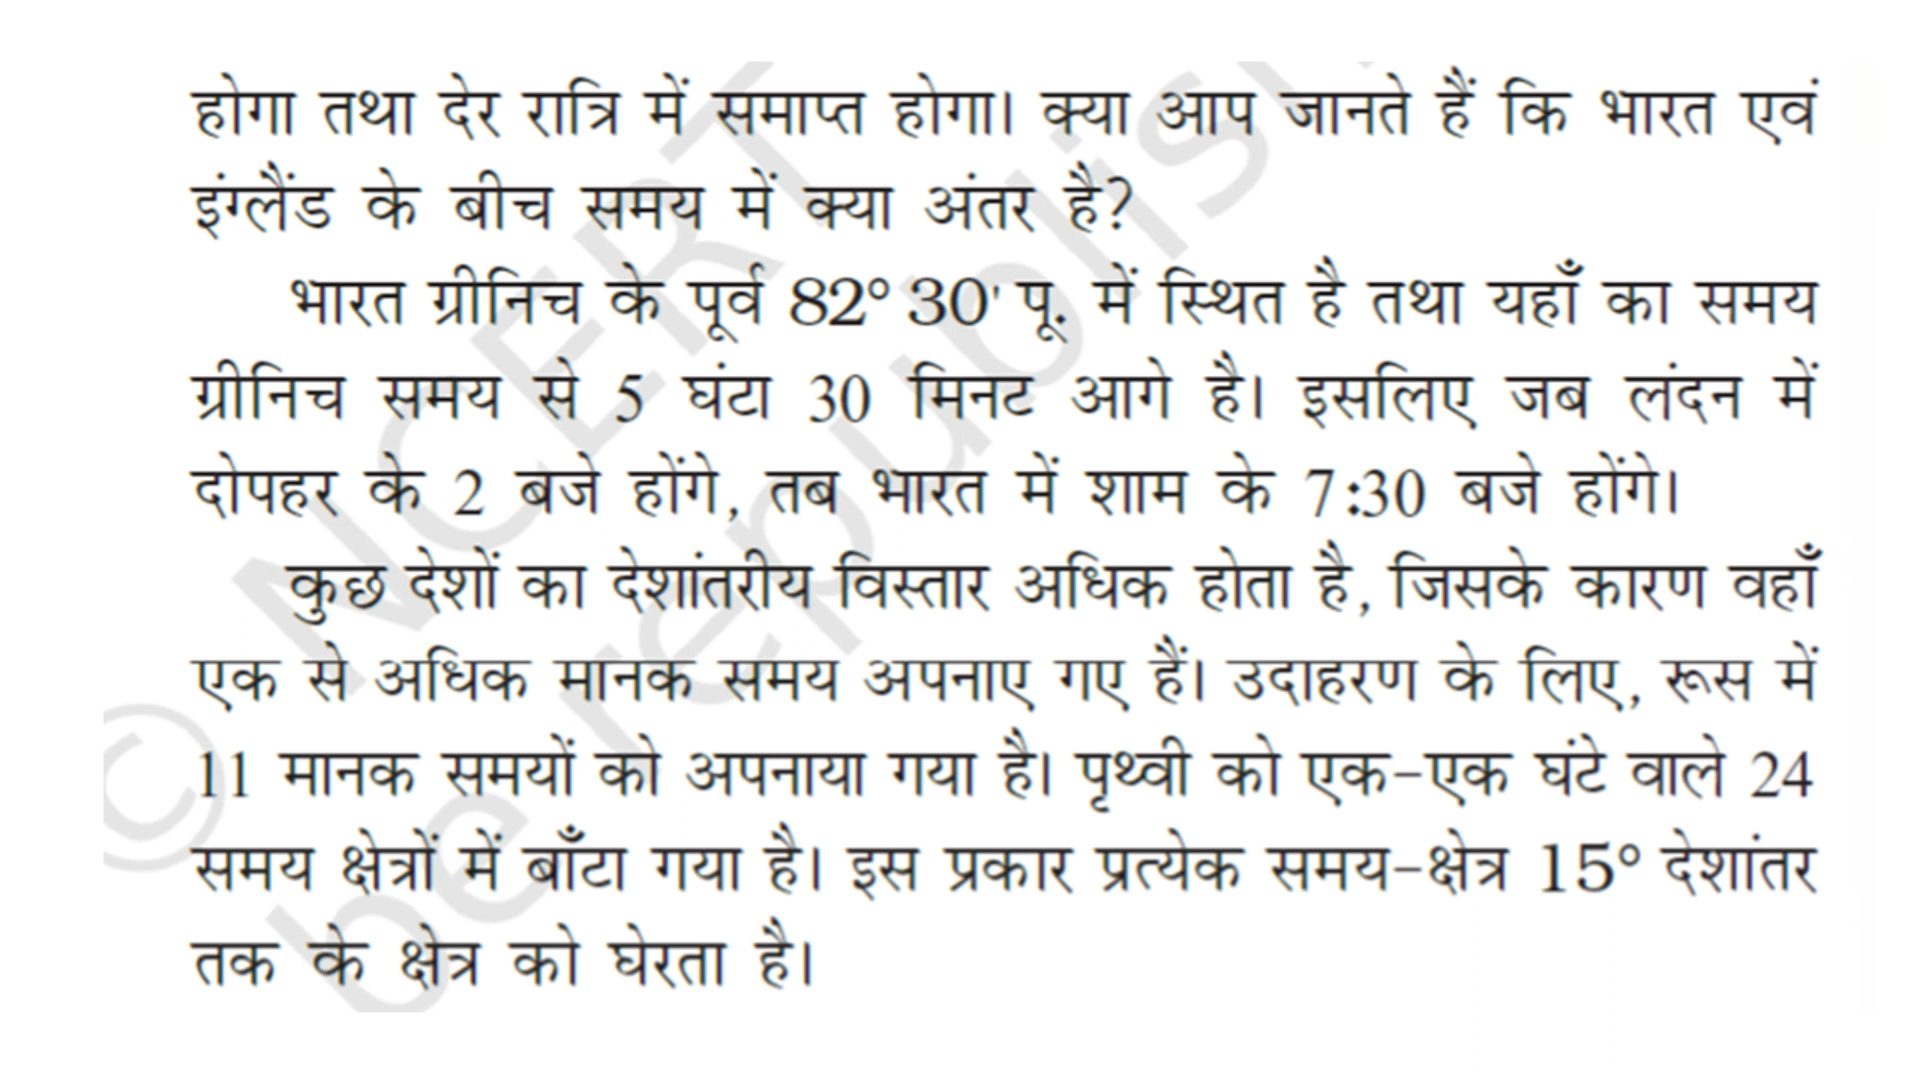 होगा तथा देर रात्रि में समाप्त होगा। क्या आप जानते हैं कि भारत एवं
इंग्लैंड के बीच समय में क्या अंतर है?
भारत ग्रीनिच के पूर्व 82° 30' पू. में स्थित है तथा यहाँ का समय
ग्रीनिच समय से 5 घंटा 30 मिनट आगे है। इसलिए जब लंदन में
दोपहर के 2 बजे होंगे, तब भारत में शाम के 7:30 बजे होंगे।
कुछ देशों का देशांतरीय विस्तार अधिक होता है, जिसके कारण वहाँ
एक से अधिक मानक समय अपनाए गए हैं। उदाहरण के लिए, रूस में
11 मानक समयों को अपनाया गया है। पृथ्वी को एक-एक घंटे वाले 24
समय क्षेत्रों में बाँटा गया है। इस प्रकार प्रत्येक समय-क्षेत्र 15° देशांतर
तक के क्षेत्र को घेरता है।
© NCERT
be republis